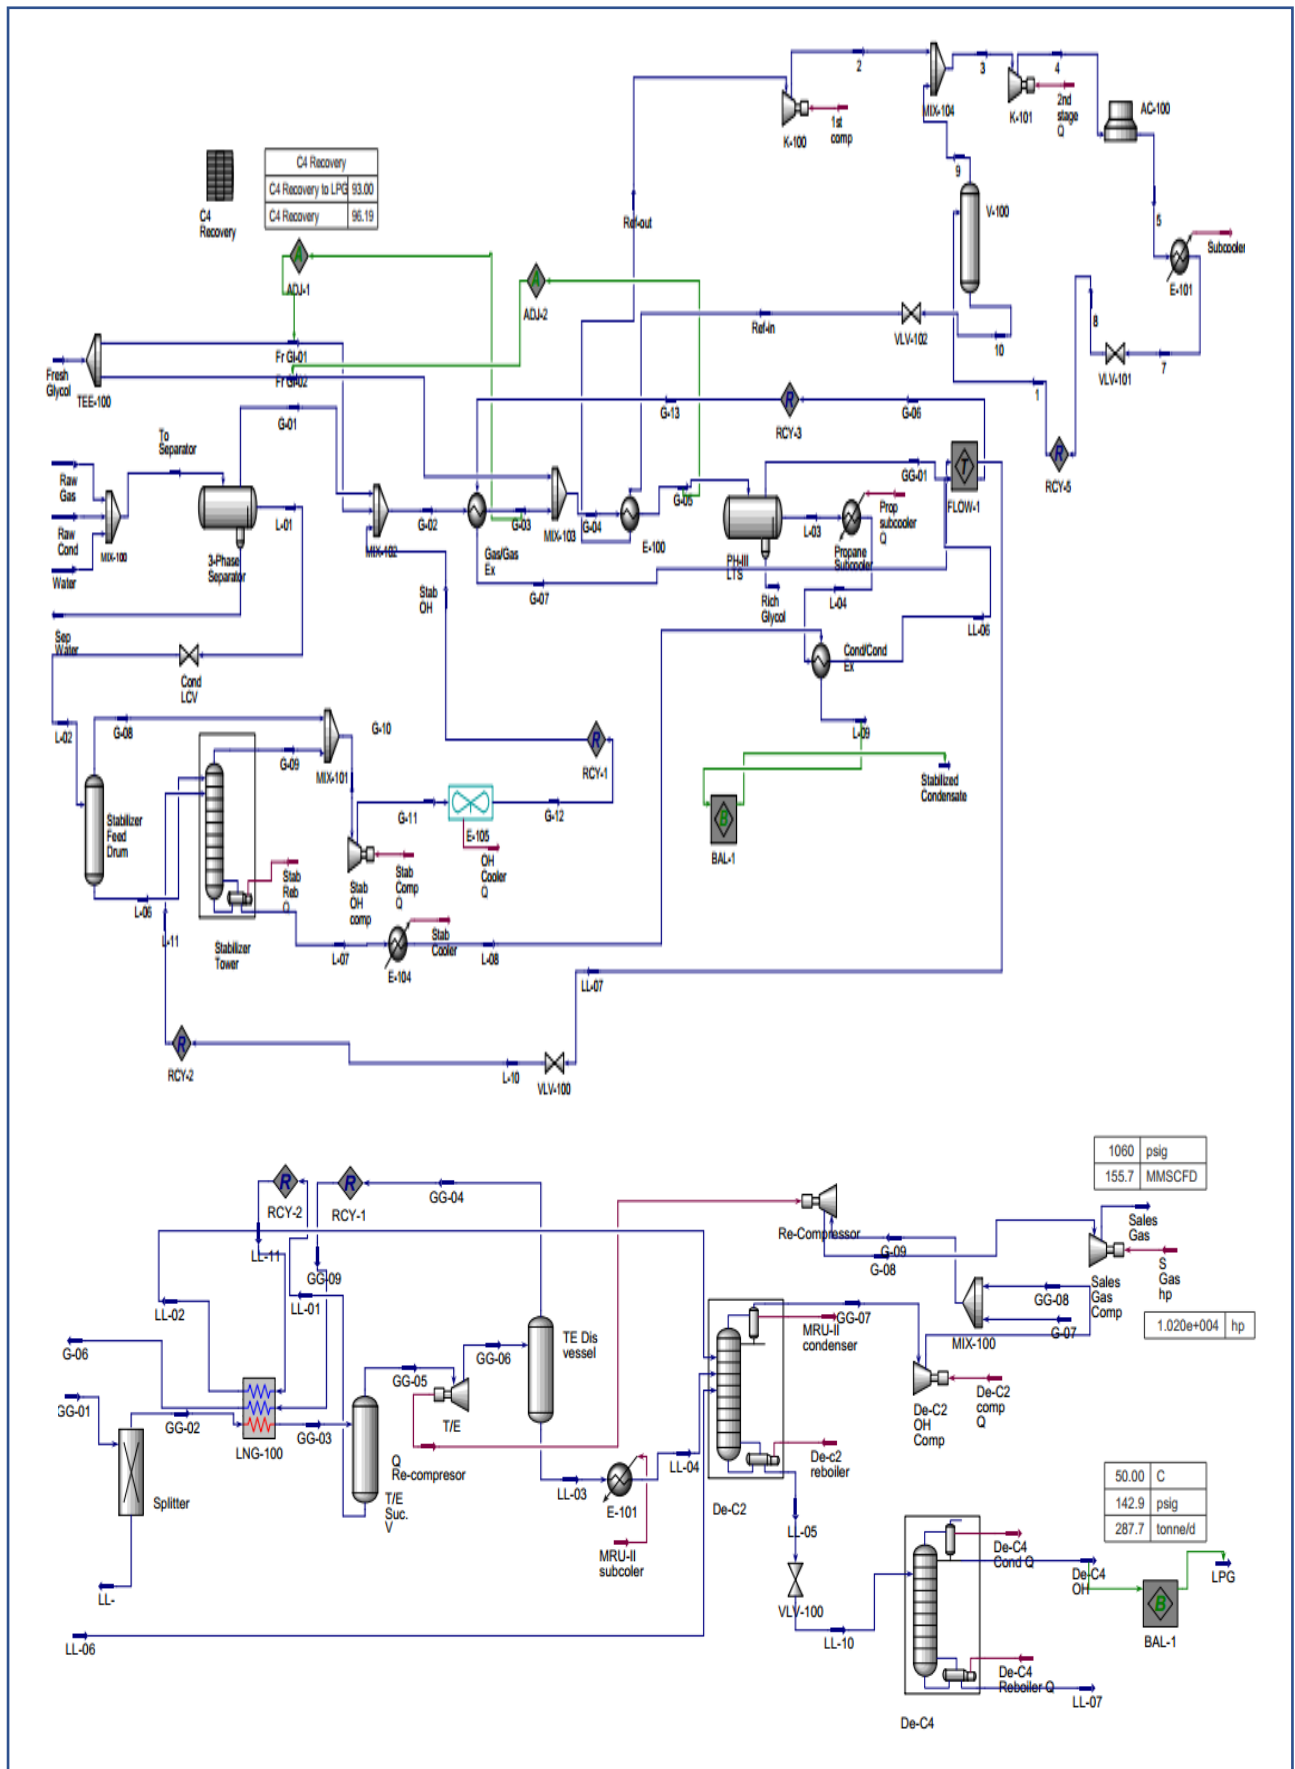 2
3
4
K-100
1st
comp
MIX-104
K-101
2nd
stage
Q
AC-100
9
V-100
5
Subcooler
E-101
C4
Recovery
C4 Recovery
C4 Recovery to LPG 93.00
C4 Recovery 96.19
Ref-out
ADJ-1
ADJ-2
Ref-in
VLV-102
10
8
VLV-101
7
1
Fresh
Glycol
TEE-100
Fr Gl-01
Fr Gl-02
G-01
G-13
RCY-3
G-06
RCY-5
To
Separator
Raw
Gas
Raw
Cond
Water
MIX-100
L-01
3-Phase
Separator
MIX-102
G-02
G-03
Gas/Gas
Ex
MIX-103
G-04
E-100
G-05
GG-01
T
FLOW-1
PH-III
LTS
L-03
Prop
subcooler
Q
Propane
Subcooler
Rich
Glycol
L-04
LL-06
G-07
Stab
OH
Sep
Water
Cond
LCV
Cond/Cond
Ex
L-02
G-08
G-09
G-10
MIX-101
RCY-1
L-09
Stabilized
Condensate
BAL-1
Stabilizer
Feed
Drum
G-11
E-105
G-12
OH
Cooler
Q
Stab
Reb
Q
Stab
OH
comp
Stab
Comp
Q
L-06
L-11
Stabilizer
Tower
L-07
E-104
Stab
Cooler
L-08
LL-07
RCY-2
L-10
VLV-100
1060 psig
155.7 MMSCFD
RCY-2
RCY-1
GG-04
LL-11
GG-09
LL-01
LL-02
Re-Compressor
G-09
G-08
Sales
Gas
S
Gas
hp
Sales
Gas
Comp
1.020e+004 hp
GG-08
G-07
MIX-100
GG-07
MRU-II
condenser
De-C2
OH
Comp
De-C2
comp
Q
G-06
GG-01
GG-02
LNG-100
GG-03
GG-05
GG-06
TE Dis
vessel
T/E
Q
Re-compresor
T/E
Suc.
V
Splitter
LL-
LL-03
E-101
LL-04
MRU-II
subcoler
De-c2
reboiler
De-C2
LL-05
VLV-100
LL-10
LL-06
50.00 C
142.9 psig
287.7 tonne/d
De-C4
Cond Q
De-C4
OH
BAL-1
LPG
De-C4
Reboiler Q
LL-07
De-C4